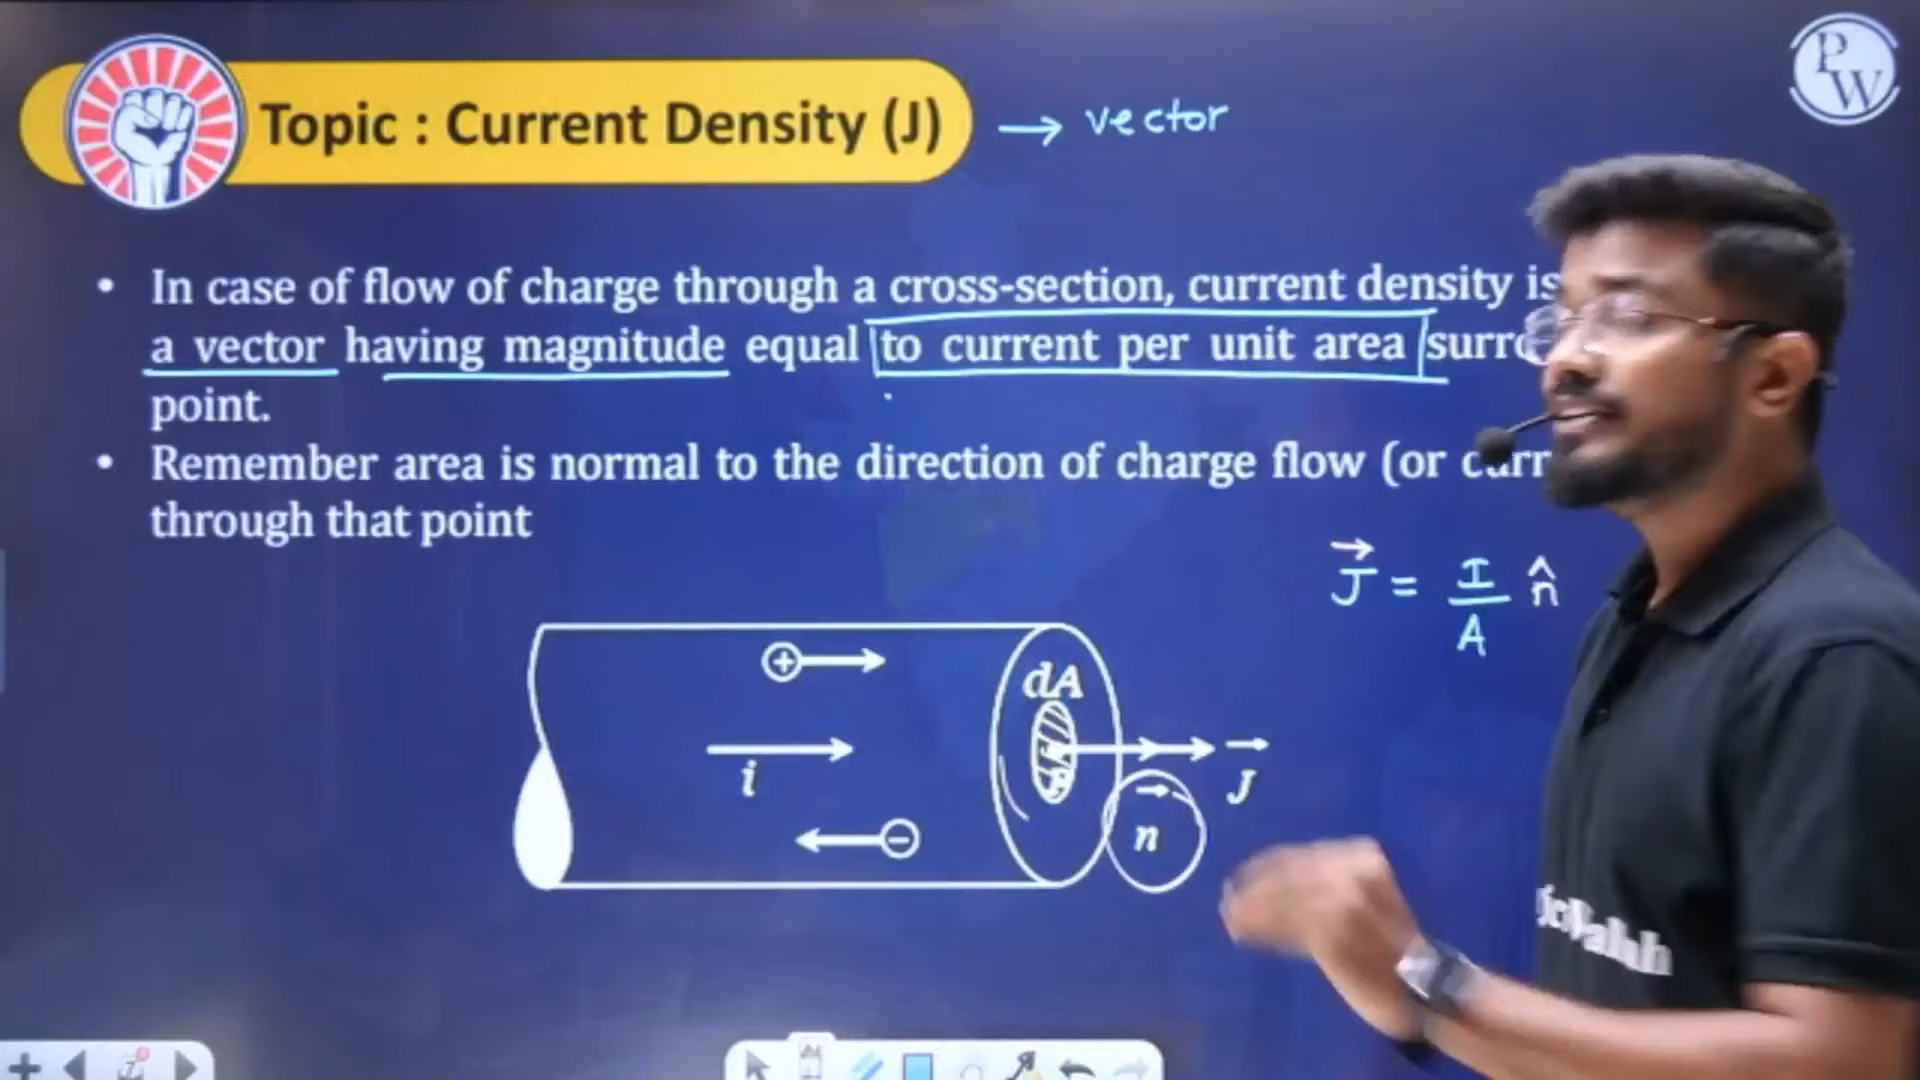 Topic : Current Density (J) → vector
PW
• In case of flow of charge through a cross-section, current density is
a vector having magnitude equal to current per unit area
point.
• Remember area is normal to the direction of charge flow (or
through that point
J⃗ = I/A n̂
dA
i
J⃗
n⃗
+
−